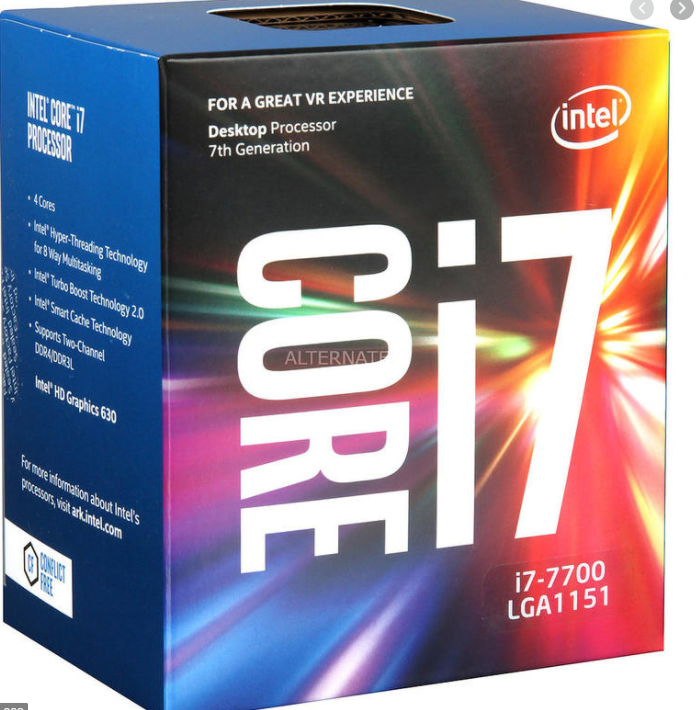 INTEL® CORE™ i7
PROCESSOR
• 4 Cores
• Intel® Hyper-Threading Technology
for 8 Way Multitasking
• Intel® Turbo Boost Technology 2.0
• Intel® Smart Cache Technology
• Supports Two-Channel
DDR4/DDR3L
Intel® HD Graphics 630
For more information about Intel's
processors, visit ark.intel.com
CF
CONFLICT
FREE
FOR A GREAT VR EXPERIENCE
Desktop Processor
7th Generation
intel®
CORE i7
ALTERNATE
i7-7700
LGA1151